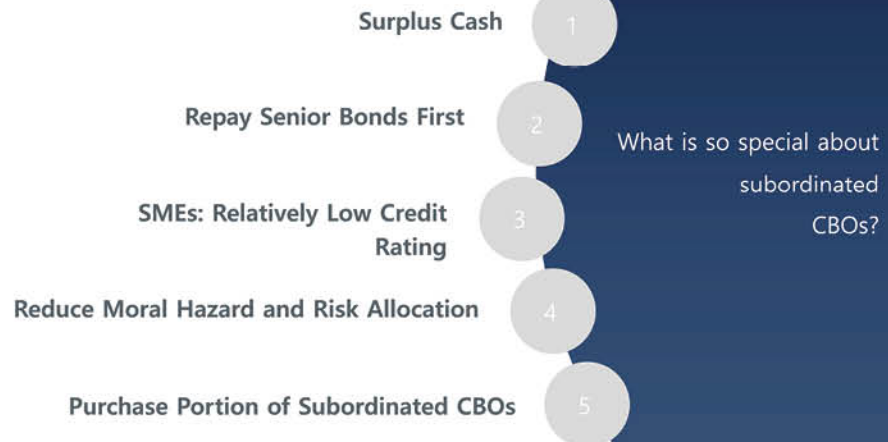 Surplus Cash
1
Repay Senior Bonds First
2
SMEs: Relatively Low Credit
Rating
3
Reduce Moral Hazard and Risk Allocation
4
Purchase Portion of Subordinated CBOs
5
What is so special about
subordinated
CBOs?